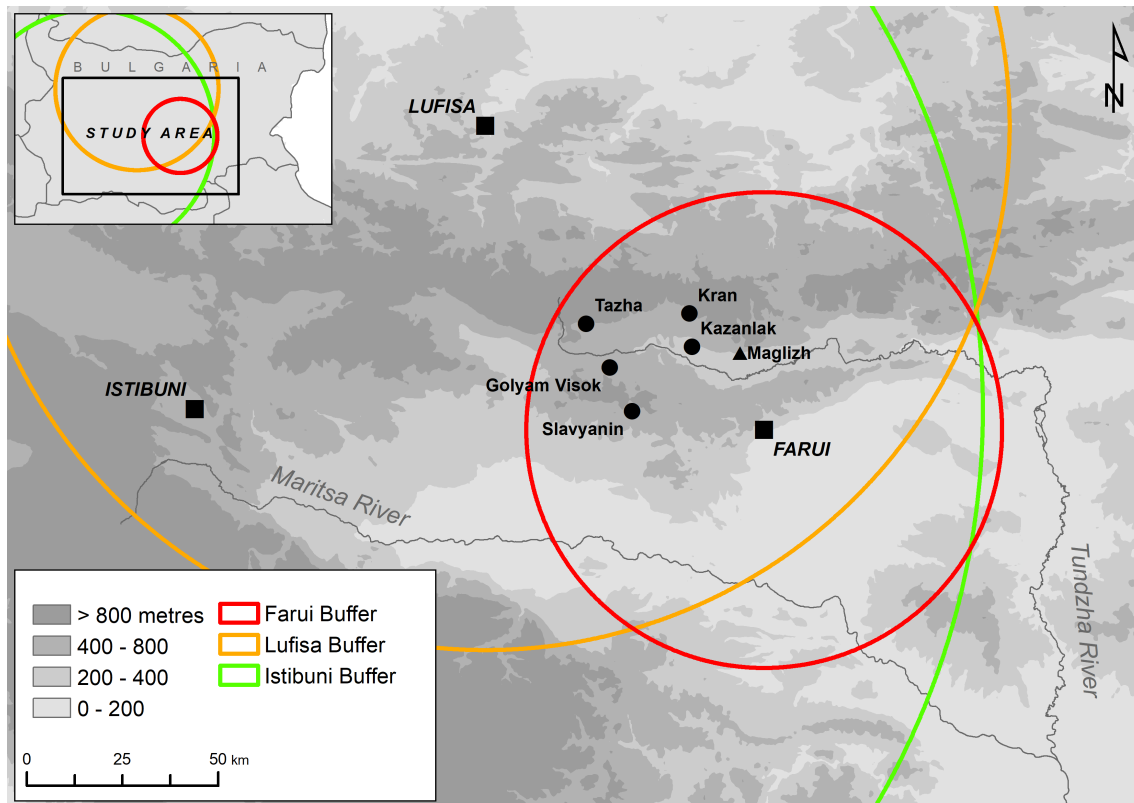 B U L G A R I A
STUDY AREA
N
LUFISA
Tazha
Kran
Kazanlak
Maglizh
Golyam Visok
ISTIBUNI
Slavyanin
FARUI
Maritsa River
Tundzha River
> 800 metres
400 - 800
200 - 400
0 - 200
Farui Buffer
Lufisa Buffer
Istibuni Buffer
0 25 50 km